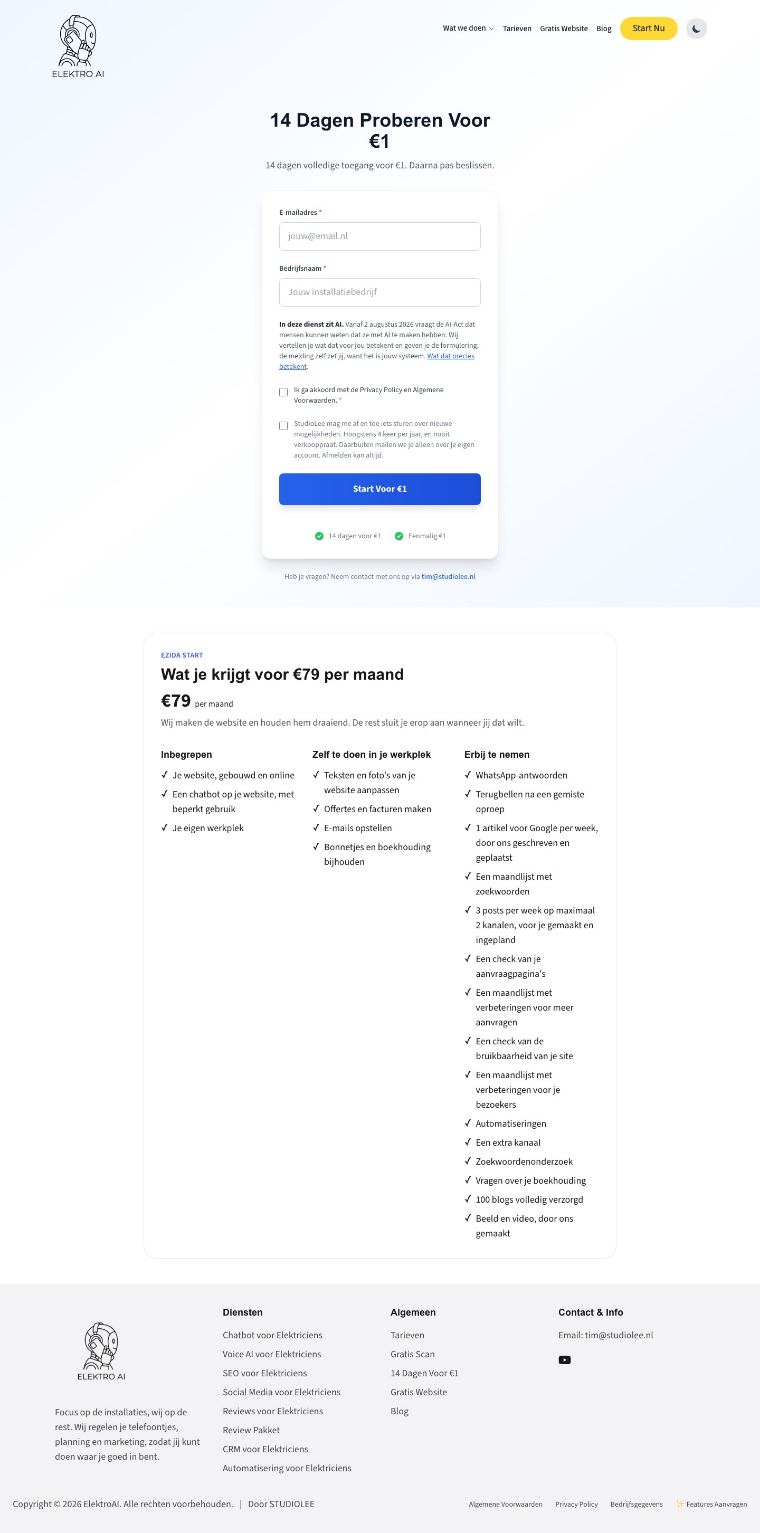 ELEKTRO AI
Wat we doen
Tarieven
Gratis Website
Blog
Start Nu
14 Dagen Proberen Voor
€1
14 dagen volledige toegang voor €1. Daarna pas beslissen.
E-mailadres *
jouw@email.nl
Bedrijfsnaam *
Jouw installatiebedrijf
In deze dienst zit AI. Vanaf 2 augustus 2026 vraagt de AI-Act dat
mensen kunnen weten dat ze met AI te maken hebben. Wij
vertellen je wat dat voor jou betekent en geven je de formulering,
de melding zelf zet jij, want het is jouw systeem. Wat dat precies
betekent.
Ik ga akkoord met de Privacy Policy en Algemene
Voorwaarden. *
StudioLee mag me af en toe iets sturen over nieuwe
mogelijkheden. Hoogstens 4 keer per jaar, en nooit
verkooppraat. Daarbuiten mailen we je alleen over je eigen
account. Afmelden kan altijd.
Start Voor €1
14 dagen voor €1
Eenmalig €1
Heb je vragen? Neem contact met ons op via tim@studiolee.nl
EZIDA START
Wat je krijgt voor €79 per maand
€79 per maand
Wij maken de website en houden hem draaiend. De rest sluit je erop aan wanneer jij dat wilt.
Inbegrepen
✓ Je website, gebouwd en online
✓ Een chatbot op je website, met
beperkt gebruik
✓ Je eigen werkplek
Zelf te doen in je werkplek
✓ Teksten en foto's van je
website aanpassen
✓ Offertes en facturen maken
✓ E-mails opstellen
✓ Bonnetjes en boekhouding
bijhouden
Erbij te nemen
✓ WhatsApp-antwoorden
✓ Terugbellen na een gemiste
oproep
✓ 1 artikel voor Google per week,
door ons geschreven en
geplaatst
✓ Een maandlijst met
zoekwoorden
✓ 3 posts per week op maximaal
2 kanalen, voor je gemaakt en
ingepland
✓ Een check van je
aanvraagpagina's
✓ Een maandlijst met
verbeteringen voor meer
aanvragen
✓ Een check van de
bruikbaarheid van je site
✓ Een maandlijst met
verbeteringen voor je
bezoekers
✓ Automatiseringen
✓ Een extra kanaal
✓ Zoekwoordenonderzoek
✓ Vragen over je boekhouding
✓ 100 blogs volledig verzorgd
✓ Beeld en video, door ons
gemaakt
ELEKTRO AI
Focus op de installaties, wij op de
rest. Wij regelen je telefoontjes,
planning en marketing, zodat jij kunt
doen waar je goed in bent.
Diensten
Chatbot voor Elektriciens
Voice AI voor Elektriciens
SEO voor Elektriciens
Social Media voor Elektriciens
Reviews voor Elektriciens
Review Pakket
CRM voor Elektriciens
Automatisering voor Elektriciens
Algemeen
Tarieven
Gratis Scan
14 Dagen Voor €1
Gratis Website
Blog
Contact & Info
Email: tim@studiolee.nl
Copyright © 2026 ElektroAI. Alle rechten voorbehouden. | Door STUDIOLEE
Algemene Voorwaarden
Privacy Policy
Bedrijfsgegevens
✨ Features Aanvragen